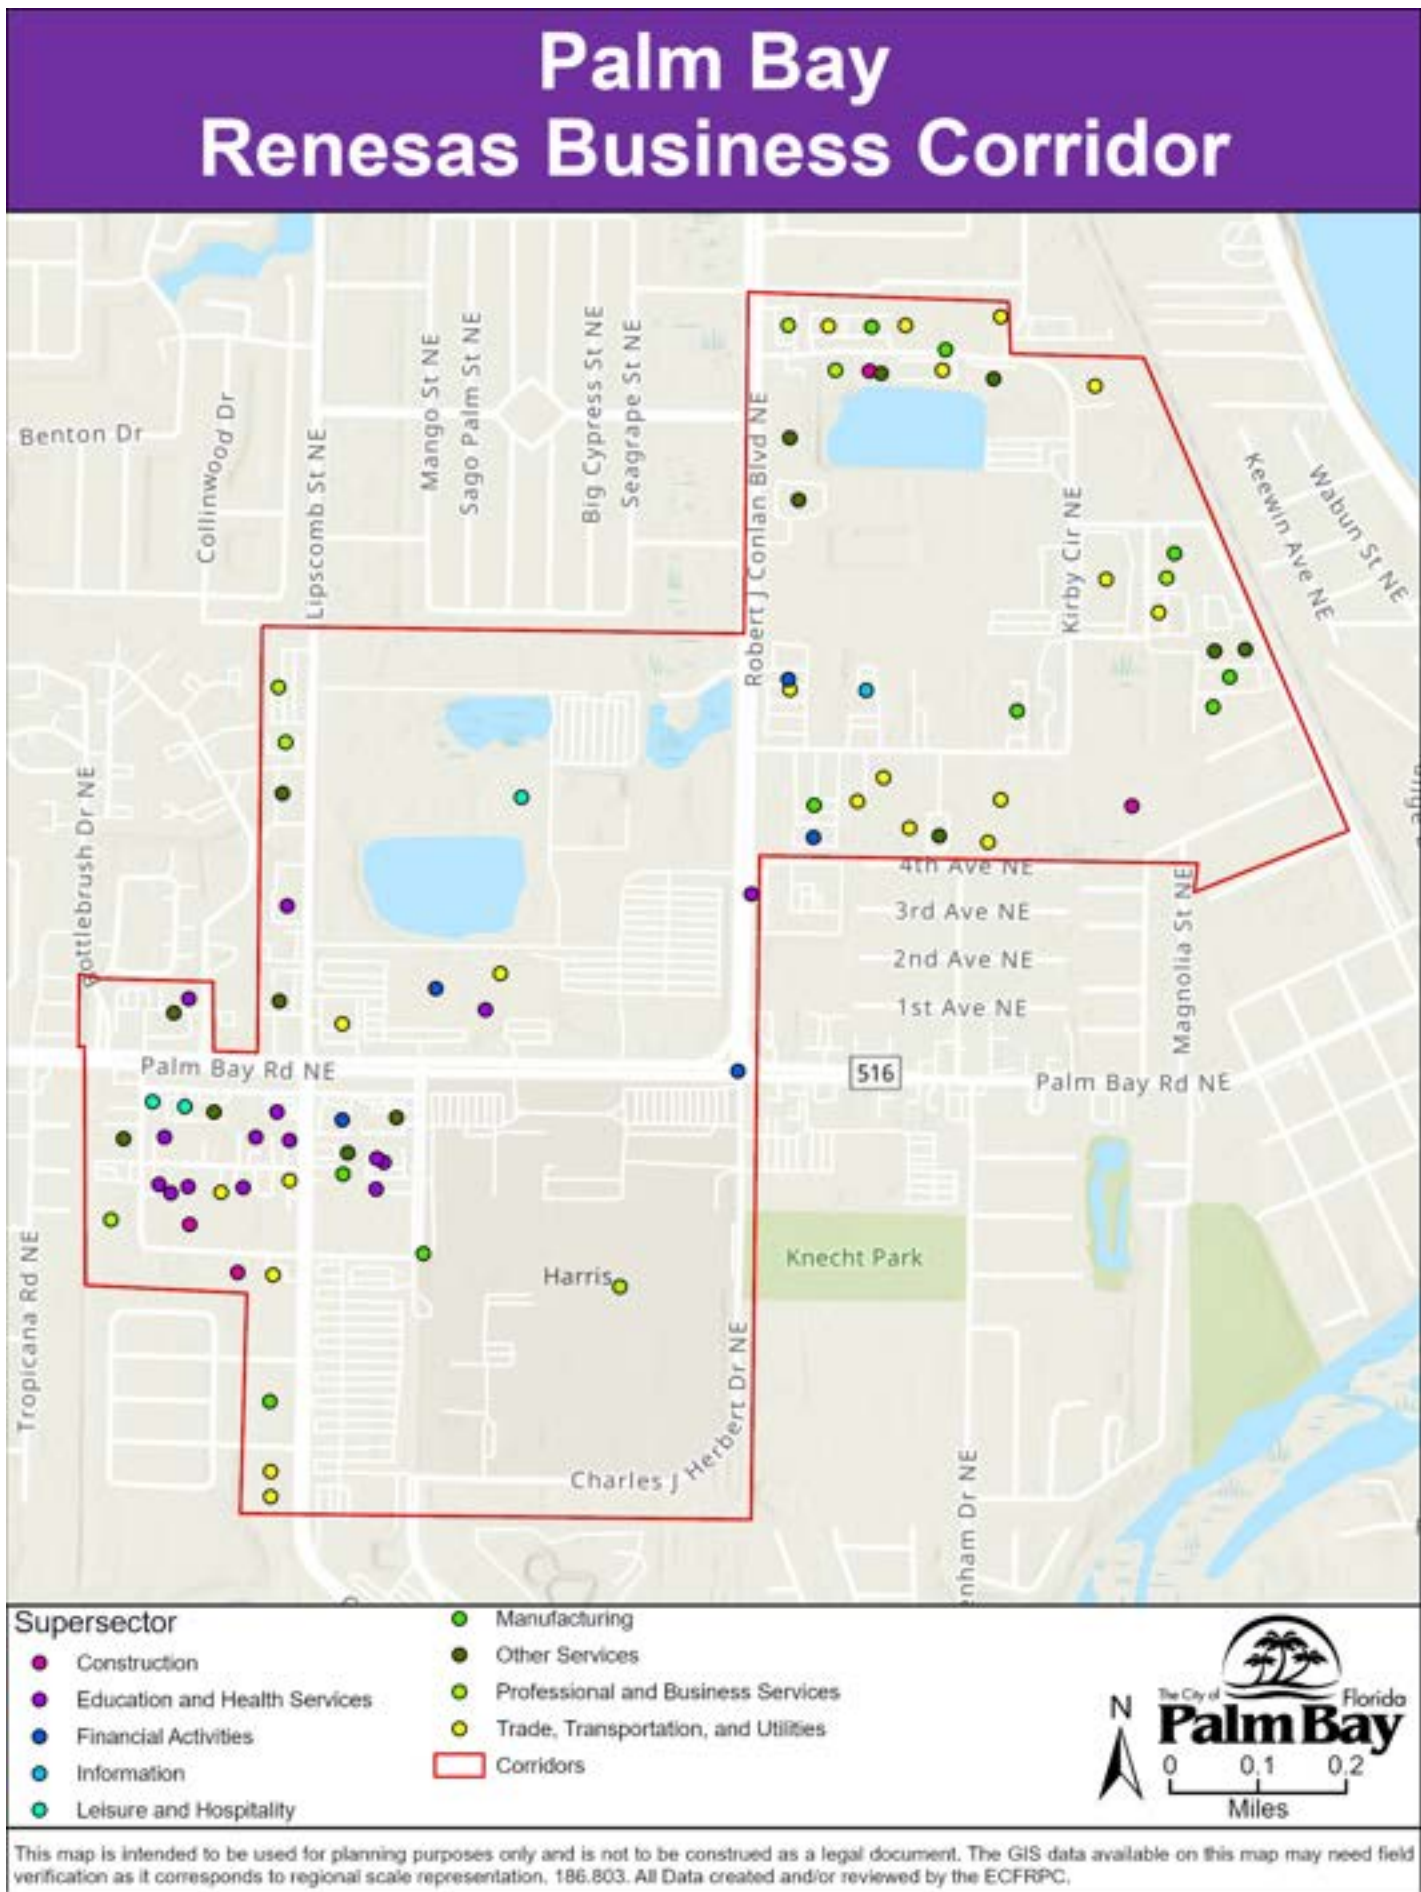 Palm Bay
Renesas Business Corridor
Benton Dr
Collinwood Dr
Lipscomb St NE
Mango St NE
Sago Palm St NE
Big Cypress St NE
Seagrape St NE
Robert J Conlan Blvd NE
Kirby Cir NE
Keewin Ave NE
Wabun St NE
ottlebrush Dr NE
4th Ave NE
3rd Ave NE
2nd Ave NE
1st Ave NE
Magnolia St NE
Palm Bay Rd NE
516
Palm Bay Rd NE
Tropicana Rd NE
Harris
Knecht Park
Charles J Herbert Dr NE
enham Dr NE
Supersector
Construction
Education and Health Services
Financial Activities
Information
Leisure and Hospitality
Manufacturing
Other Services
Professional and Business Services
Trade, Transportation, and Utilities
Corridors
N
The City of Florida
Palm Bay
0 0.1 0.2
Miles
This map is intended to be used for planning purposes only and is not to be construed as a legal document. The GIS data available on this map may need field
verification as it corresponds to regional scale representation. 186.803. All Data created and/or reviewed by the ECFRPC.